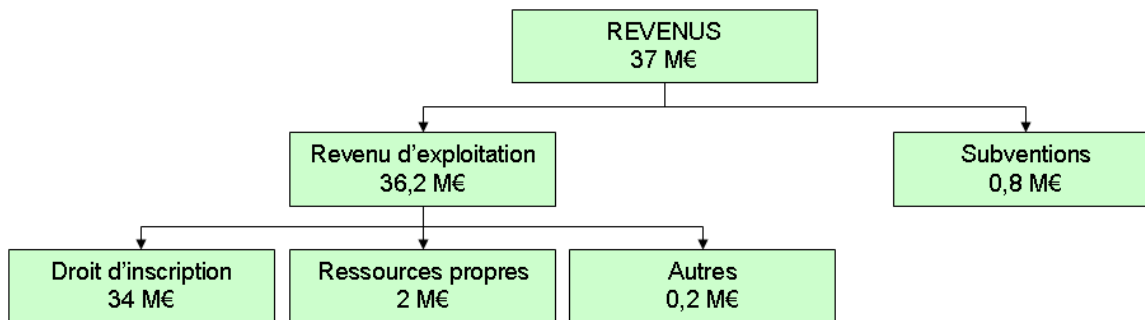 REVENUS
37 M€
Revenu d'exploitation
36,2 M€
Subventions
0,8 M€
Droit d'inscription
34 M€
Ressources propres
2 M€
Autres
0,2 M€